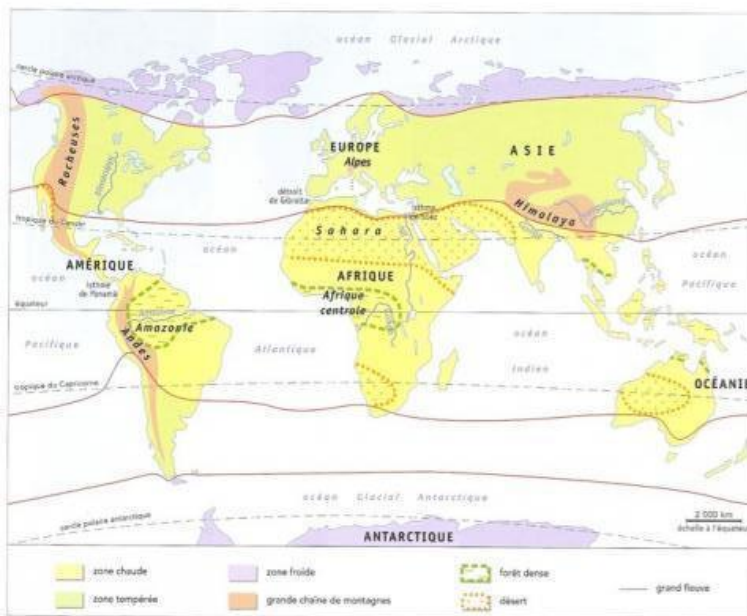 océan Glacial Arctique
cercle polaire arctique
Rocheuses
EUROPE
Alpes
ASIE
détroit
de Gibraltar
isthme
de Suez
Himalaya
tropique du Cancer
Sahara
océan
AMÉRIQUE
AFRIQUE
océan
Pacifique
isthme
de Panama
Afrique
centrale
équateur
Amazonie
Andes
Pacifique
Atlantique
océan
Indien
tropique du Capricorne
OCÉANIE
océan Glacial Antarctique
cercle polaire antarctique
ANTARCTIQUE
2 000 km
échelle à l'équateur
zone chaude
zone froide
forêt dense
grand fleuve
zone tempérée
grande chaîne de montagnes
désert